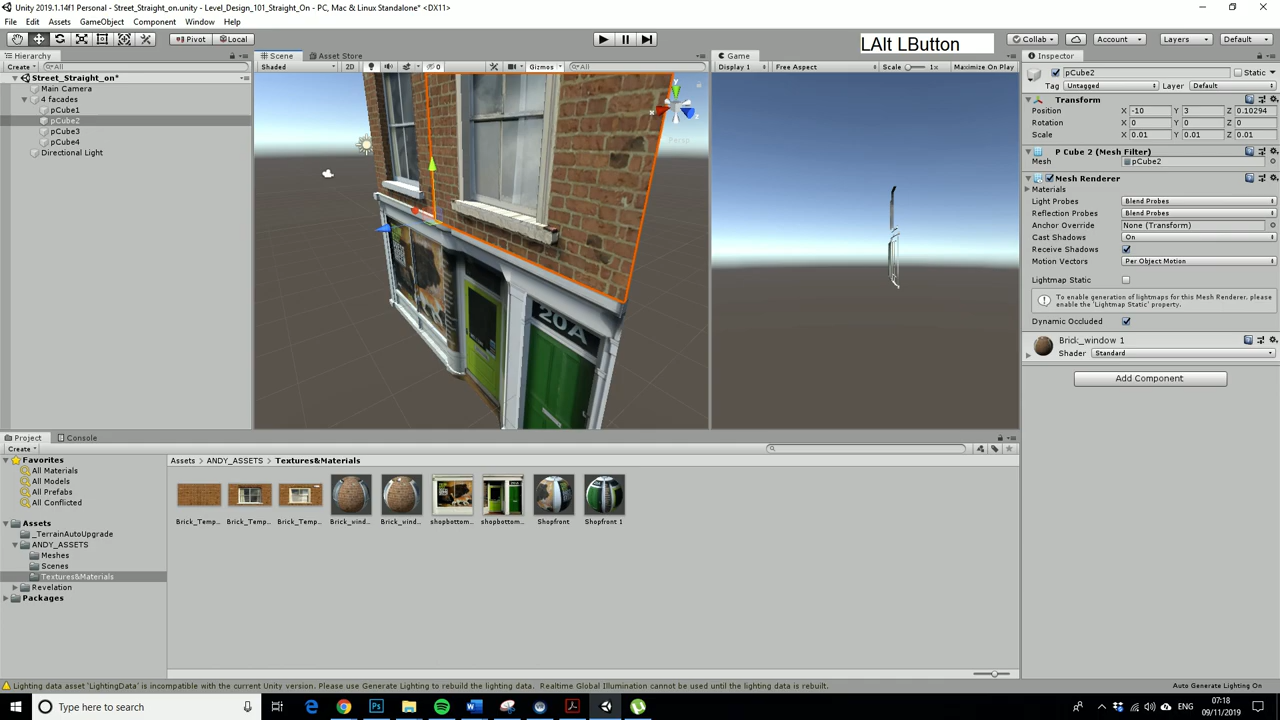 Unity 2019.1.14f1 Personal - Street_Straight_on.unity - Level_Design_101_Straight_On - PC, Mac & Linux Standalone* <DX11>
File Edit Assets GameObject Component Window Help
Pivot Local LAlt LButton Collab Account Layers Default
Hierarchy Scene Asset Store Game Inspector
Create All Shaded 2D 0 Gizmos All Display 1 Free Aspect Scale 1x Maximize On Play
pCube2 Static
Tag Untagged Layer Default
Street_Straight_on*
Main Camera
4 facades
pCube1
pCube2
pCube3
pCube4
Directional Light
y
x
z
Persp
20A
Transform
Position X -10 Y 3 Z 0.10294
Rotation X 0 Y 0 Z 0
Scale X 0.01 Y 0.01 Z 0.01
P Cube 2 (Mesh Filter)
Mesh pCube2
Mesh Renderer
Materials
Light Probes Blend Probes
Reflection Probes Blend Probes
Anchor Override None (Transform)
Cast Shadows On
Receive Shadows
Motion Vectors Per Object Motion
Lightmap Static
To enable generation of lightmaps for this Mesh Renderer, please
enable the 'Lightmap Static' property.
Dynamic Occluded
Brick_window 1
Shader Standard
Add Component
Project Console
Create
Favorites
All Materials
All Models
All Prefabs
All Conflicted
Assets
_TerrainAutoUpgrade
ANDY_ASSETS
Meshes
Scenes
Textures&Materials
Revelation
Packages
Assets > ANDY_ASSETS > Textures&Materials
Brick_Temp... Brick_Temp... Brick_Temp... Brick_wind... Brick_wind... shopbottom... shopbottom... Shopfront Shopfront 1
Lighting data asset 'LightingData' is incompatible with the current Unity version. Please use Generate Lighting to rebuild the lighting data. Realtime Global Illumination cannot be used until the lighting data is rebuilt.
Auto Generate Lighting On
Type here to search
ENG
07:18
09/11/2019